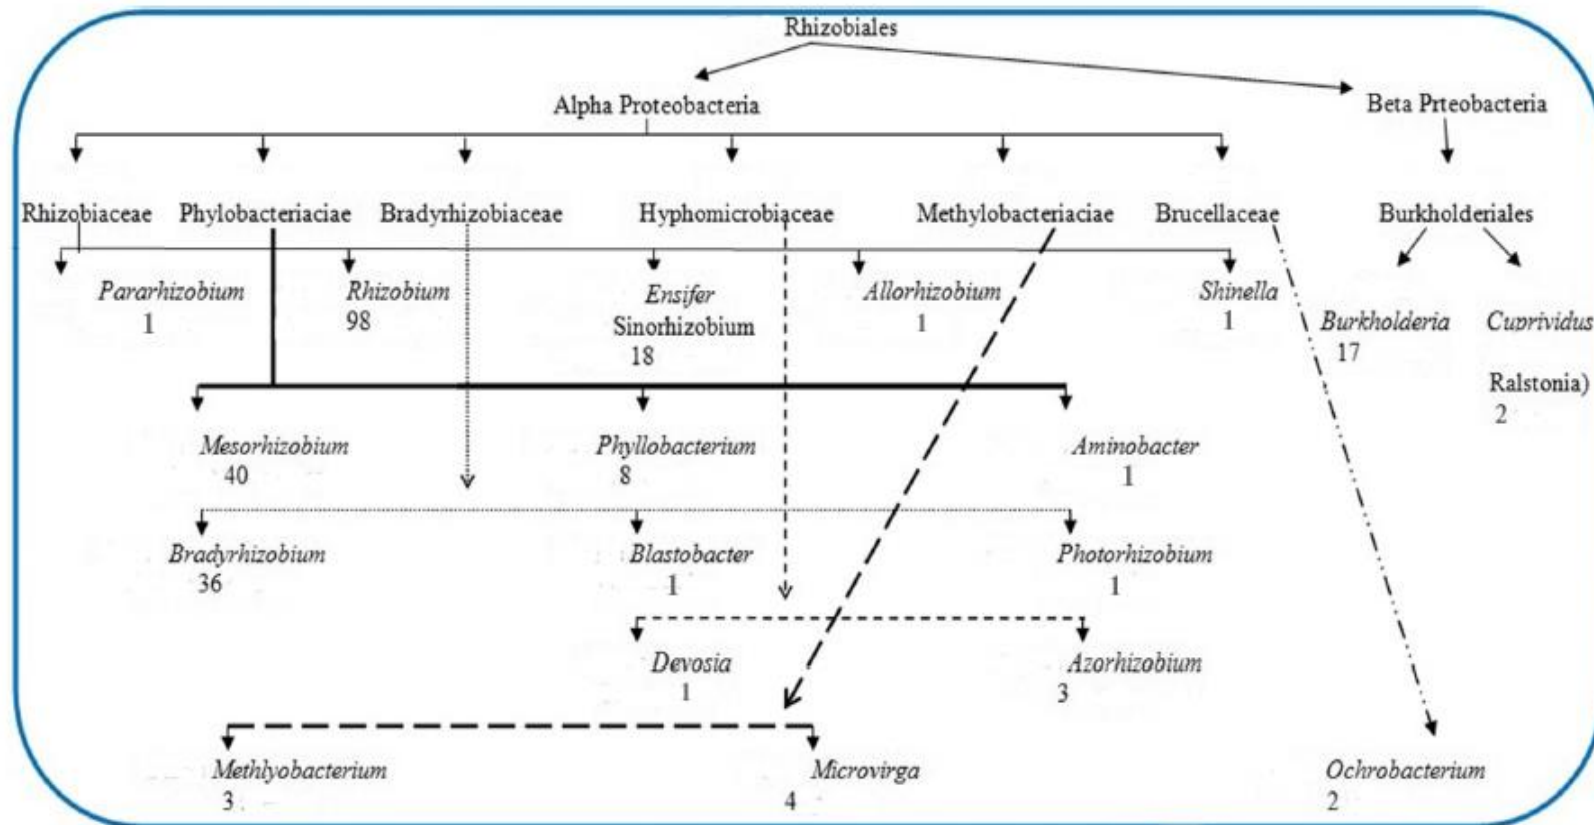 Rhizobiales
Alpha Proteobacteria
Beta Prteobacteria
Rhizobiaceae
Phylobacteriaciae
Bradyrhizobiaceae
Hyphomicrobiaceae
Methylobacteriaciae
Brucellaceae
Burkholderiales
Pararhizobium
1
Rhizobium
98
Ensifer
Sinorhizobium
18
Allorhizobium
1
Shinella
1
Burkholderia
17
Cuprividus
Ralstonia)
2
Mesorhizobium
40
Phyllobacterium
8
Aminobacter
1
Bradyrhizobium
36
Blastobacter
1
Photorhizobium
1
Devosia
1
Azorhizobium
3
Methlyobacterium
3
Microvirga
4
Ochrobacterium
2